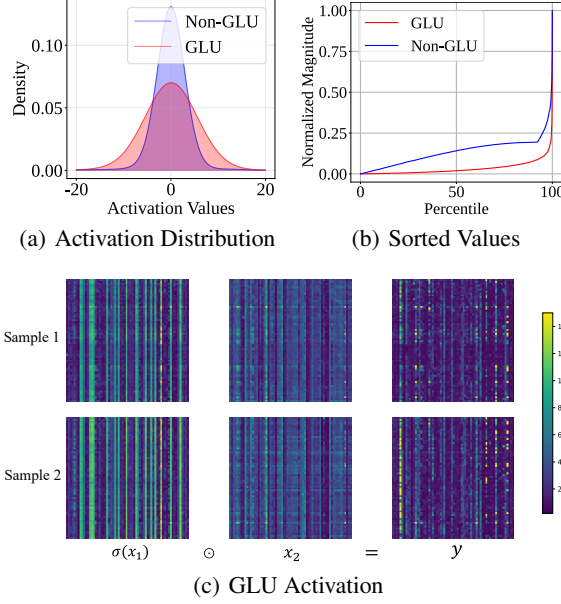 Density
0.10
0.05
0.00
Non-GLU
GLU
-20
0
20
Activation Values
(a) Activation Distribution
Normalized Magnitude
1.00
0.75
0.50
0.25
0.00
GLU
Non-GLU
0
50
100
Percentile
(b) Sorted Values
Sample 1
Sample 2
σ(x₁) ⊙ x₂ = y
(c) GLU Activation